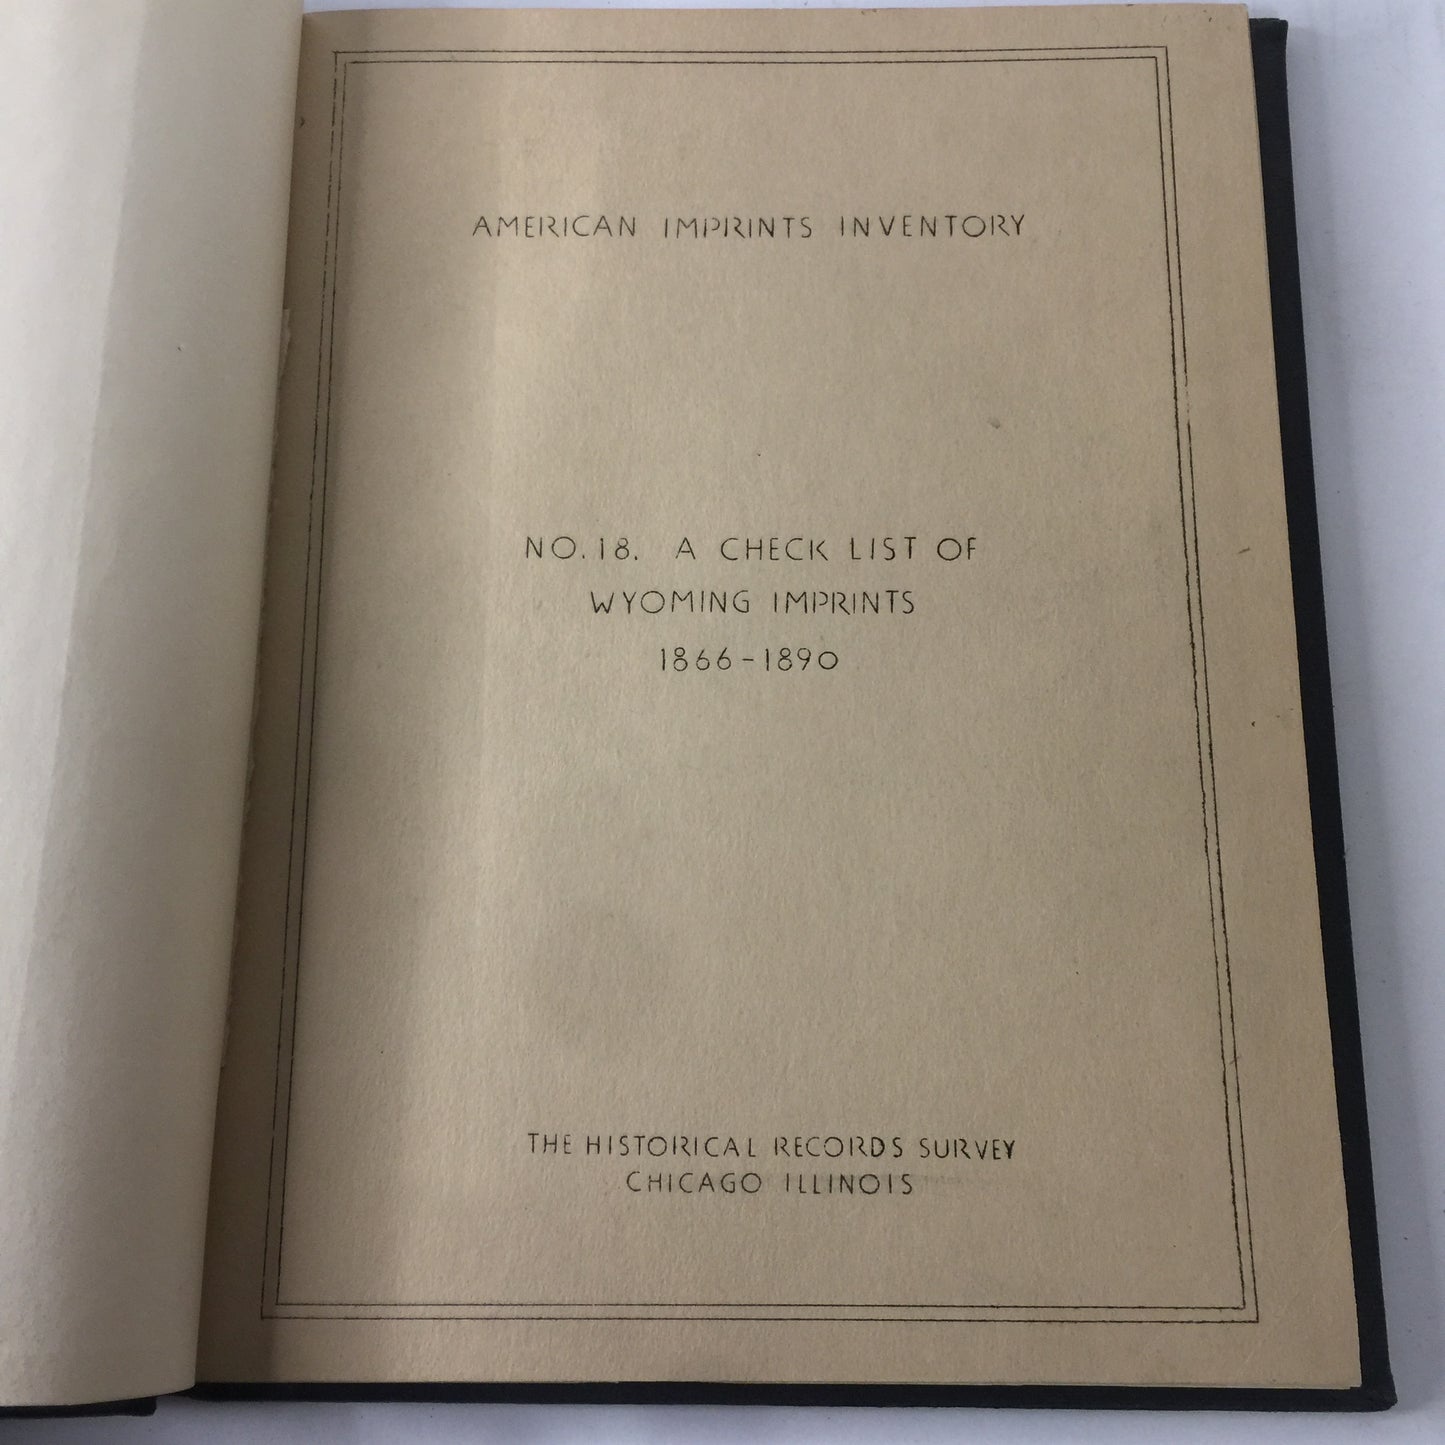 AMERICAN IMPRINTS INVENTORY
NO. 18. A CHECK LIST OF
WYOMING IMPRINTS
1866-1890
THE HISTORICAL RECORDS SURVEY
CHICAGO ILLINOIS